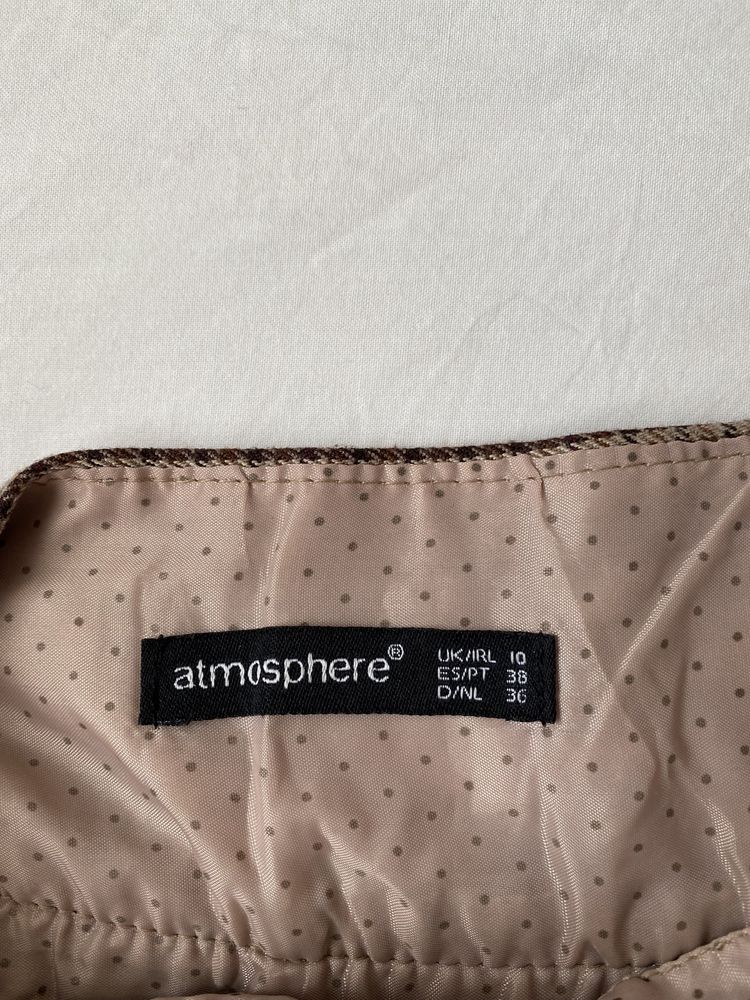 atmosphere®
UK/IRL 10
ES/PT 38
D/NL 36